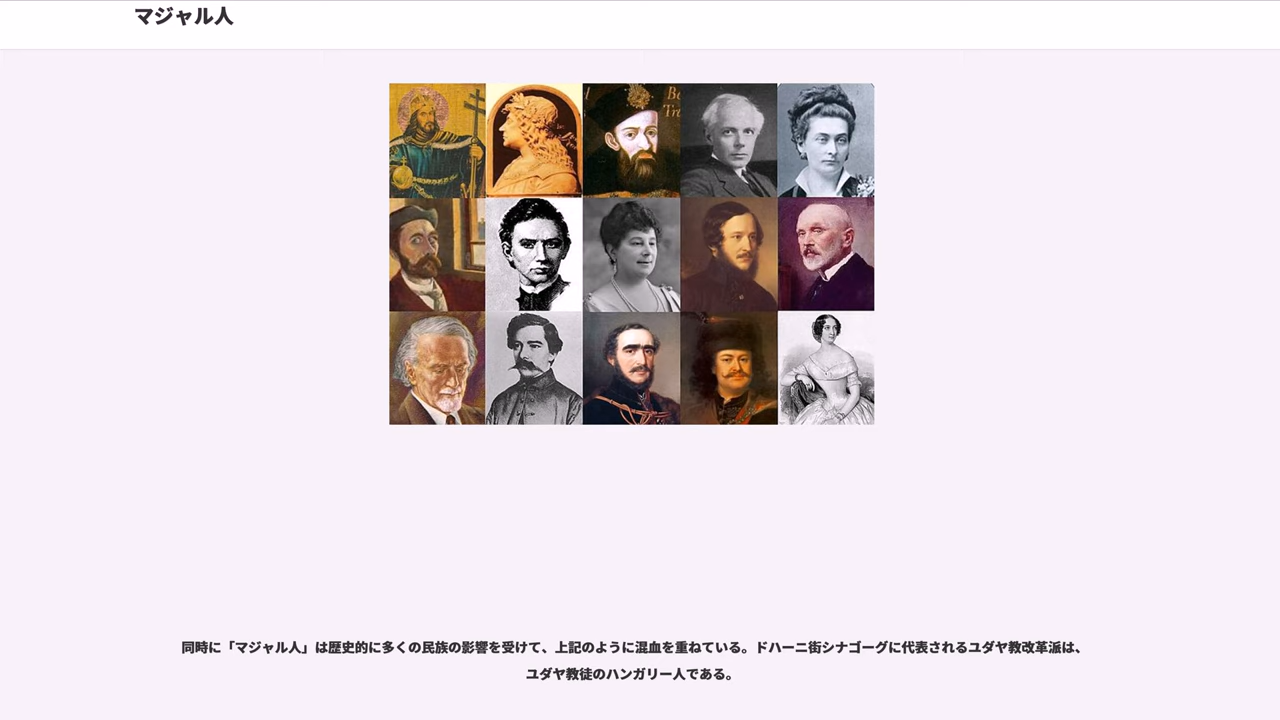 マジャル人
同時に「マジャル人」は歴史的に多くの民族の影響を受けて、上記のように混血を重ねている。ドハーニ街シナゴーグに代表されるユダヤ教改革派は、
ユダヤ教徒のハンガリー人である。